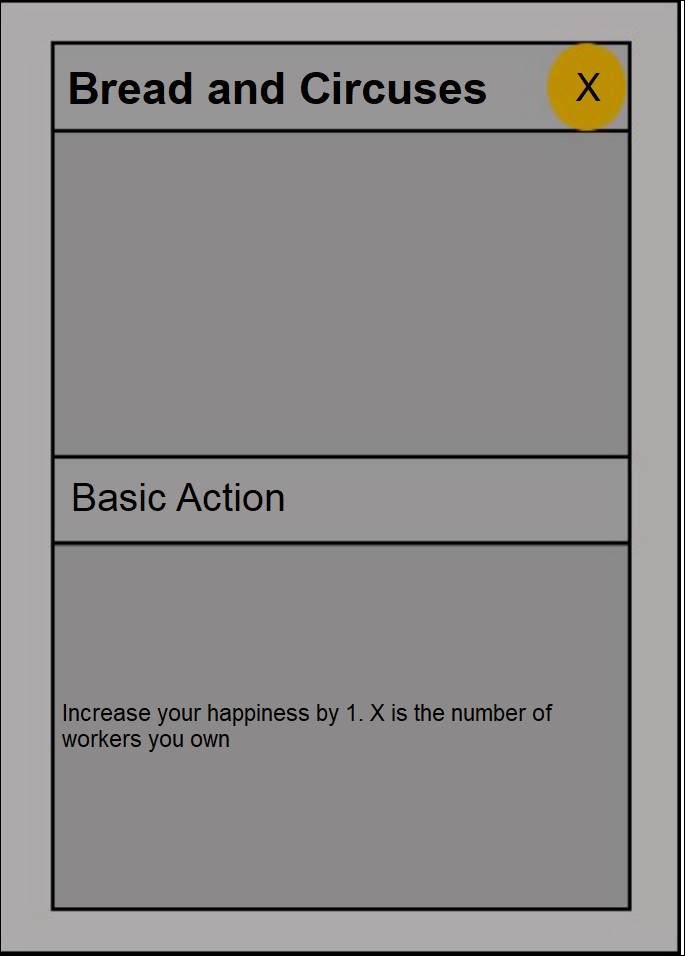 Bread and Circuses X
Basic Action
Increase your happiness by 1. X is the number of
workers you own